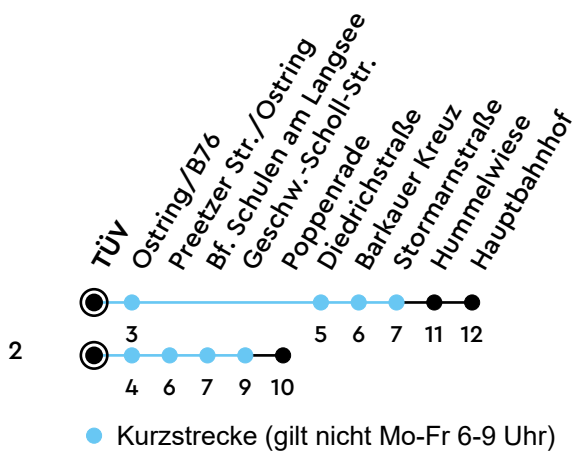 TÜV
Ostring/B76
Preetzer Str./Ostring
Bf. Schulen am Langsee
Geschw.-Scholl-Str.
Poppenrade
Diedrichstraße
Barkauer Kreuz
Stormarnstraße
Hummelwiese
Hauptbahnhof
3 5 6 7 11 12
2
4 6 7 9 10
Kurzstrecke (gilt nicht Mo-Fr 6-9 Uhr)